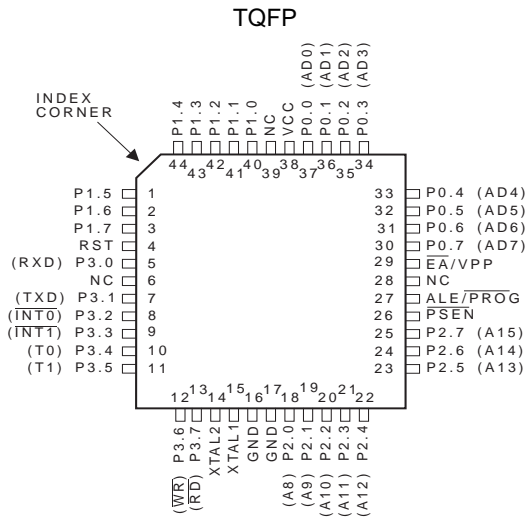 TQFP
INDEX
CORNER
P1.4
P1.3
P1.2
P1.1
P1.0
NC
VCC
P0.0 (AD0)
P0.1 (AD1)
P0.2 (AD2)
P0.3 (AD3)
44
43
42
41
40
39
38
37
36
35
34
P1.5 1
P1.6 2
P1.7 3
RST 4
(RXD) P3.0 5
NC 6
(TXD) P3.1 7
(INT0) P3.2 8
(INT1) P3.3 9
(T0) P3.4 10
(T1) P3.5 11
33 P0.4 (AD4)
32 P0.5 (AD5)
31 P0.6 (AD6)
30 P0.7 (AD7)
29 EA/VPP
28 NC
27 ALE/PROG
26 PSEN
25 P2.7 (A15)
24 P2.6 (A14)
23 P2.5 (A13)
12
13
14
15
16
17
18
19
20
21
22
(WR) P3.6
(RD) P3.7
XTAL2
XTAL1
GND
GND
(A8) P2.0
(A9) P2.1
(A10) P2.2
(A11) P2.3
(A12) P2.4